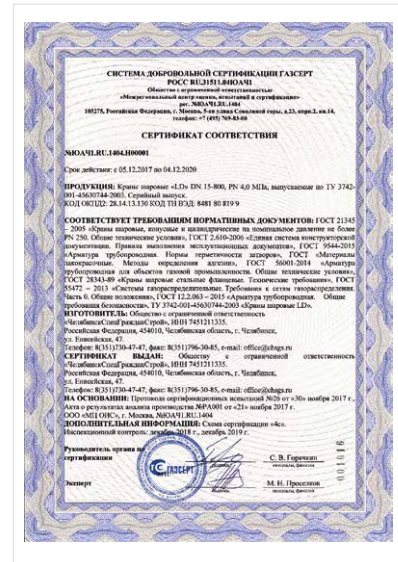 СИСТЕМА ДОБРОВОЛЬНОЙ СЕРТИФИКАЦИИ ГАЗСЕРТ
РОСС RU.31511.04ЮАЧ1
Общество с ограниченной ответственностью
«Межрегиональный центр оценки, испытаний и сертификации»
рег. №ЮАЧ1.RU.1404
105275, Российская Федерация, г. Москва, 5-ая улица Соколиной горы, д.23, корп.2, кв.14,
телефон: +7 (495) 769-83-00
СЕРТИФИКАТ СООТВЕТСТВИЯ
№ЮАЧ1.RU.1404.Н00001
Срок действия: с 05.12.2017 по 04.12.2020
ПРОДУКЦИЯ: Краны шаровые «LD» DN 15-800, PN 4,0 МПа, выпускаемые по ТУ 3742-
001-45630744-2003. Серийный выпуск.
КОД ОКПД2: 28.14.13.130 КОД ТН ВЭД: 8481 80 819 9
СООТВЕТСТВУЕТ ТРЕБОВАНИЯМ НОРМАТИВНЫХ ДОКУМЕНТОВ: ГОСТ 21345
– 2005 «Краны шаровые, конусные и цилиндрические на номинальное давление не более
PN 250. Общие технические условия», ГОСТ 2.610-2006 «Единая система конструкторской
документации. Правила выполнения эксплуатационных документов», ГОСТ 9544-2015
«Арматура трубопроводная. Нормы герметичности затворов», ГОСТ «Материалы
лакокрасочные. Методы определения адгезии», ГОСТ 56001-2014 «Арматура
трубопроводная для объектов газовой промышленности. Общие технические условия»,
ГОСТ 28343-89 «Краны шаровые стальные фланцевые. Технические требования», ГОСТ
55472 – 2013 «Системы газораспределительные. Требования к сетям газораспределения.
Часть 0. Общие положения», ГОСТ 12.2.063 – 2015 «Арматура трубопроводная. Общие
требования безопасности», ТУ 3742-001-45630744-2003 «Краны шаровые LD».
ИЗГОТОВИТЕЛЬ: Общество с ограниченной ответственностью
«ЧелябинскСпецГражданСтрой», ИНН 7451211335.
Российская Федерация, 454010, Челябинская область, г. Челябинск,
ул. Енисейская, 47.
Телефон: 8(351)730-47-47, факс: 8(351)796-30-85, e-mail: office@chsgs.ru
СЕРТИФИКАТ ВЫДАН: Обществу с ограниченной ответственностью
«ЧелябинскСпецГражданСтрой», ИНН 7451211335.
Российская Федерация, 454010, Челябинская область, г. Челябинск,
ул. Енисейская, 47.
Телефон: 8(351)730-47-47, факс: 8(351)796-30-85, e-mail: office@chsgs.ru
НА ОСНОВАНИИ: Протокола сертификационных испытаний №26 от «30» ноября 2017 г.,
Акта о результатах анализа производства №РА001 от «21» ноября 2017 г.
ООО «МЦ ОИС», г. Москва, №ЮАЧ1.RU.1404
ДОПОЛНИТЕЛЬНАЯ ИНФОРМАЦИЯ: Схема сертификации «4с».
Инспекционный контроль: декабрь 2018 г., декабрь 2019 г.
Руководитель органа по
сертификации
С. В. Горячкин
инициалы, фамилия
ГАЗСЕРТ
Эксперт
М. Н. Проселков
инициалы, фамилия